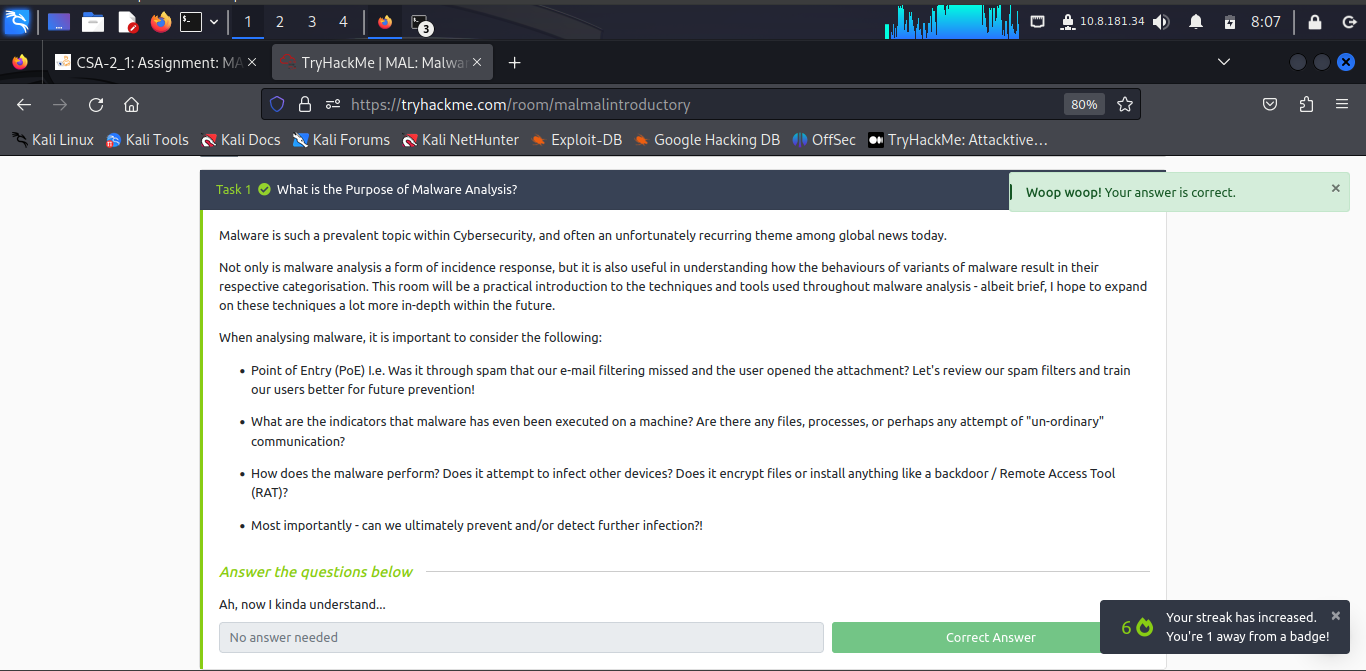 1 2 3 4 3 10.8.181.34 8:07
CSA-2_1: Assignment: MA TryHackMe | MAL: Malwar
https://tryhackme.com/room/malmalintroductory 80%
Kali Linux Kali Tools Kali Docs Kali Forums Kali NetHunter Exploit-DB Google Hacking DB OffSec TryHackMe: Attacktive…
Task 1 What is the Purpose of Malware Analysis?
Woop woop! Your answer is correct.
Malware is such a prevalent topic within Cybersecurity, and often an unfortunately recurring theme among global news today.
Not only is malware analysis a form of incidence response, but it is also useful in understanding how the behaviours of variants of malware result in their
respective categorisation. This room will be a practical introduction to the techniques and tools used throughout malware analysis - albeit brief, I hope to expand
on these techniques a lot more in-depth within the future.
When analysing malware, it is important to consider the following:
• Point of Entry (PoE) I.e. Was it through spam that our e-mail filtering missed and the user opened the attachment? Let's review our spam filters and train
our users better for future prevention!
• What are the indicators that malware has even been executed on a machine? Are there any files, processes, or perhaps any attempt of "un-ordinary"
communication?
• How does the malware perform? Does it attempt to infect other devices? Does it encrypt files or install anything like a backdoor / Remote Access Tool
(RAT)?
• Most importantly - can we ultimately prevent and/or detect further infection?!
Answer the questions below
Ah, now I kinda understand...
No answer needed
Correct Answer
6
Your streak has increased.
You're 1 away from a badge!